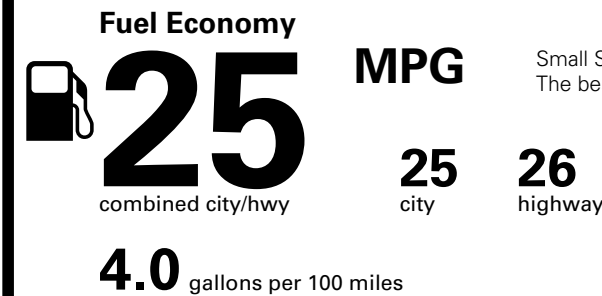 Fuel Economy
25
MPG
Small
The
combined city/hwy
25
city
26
highway
4.0 gallons per 100 miles